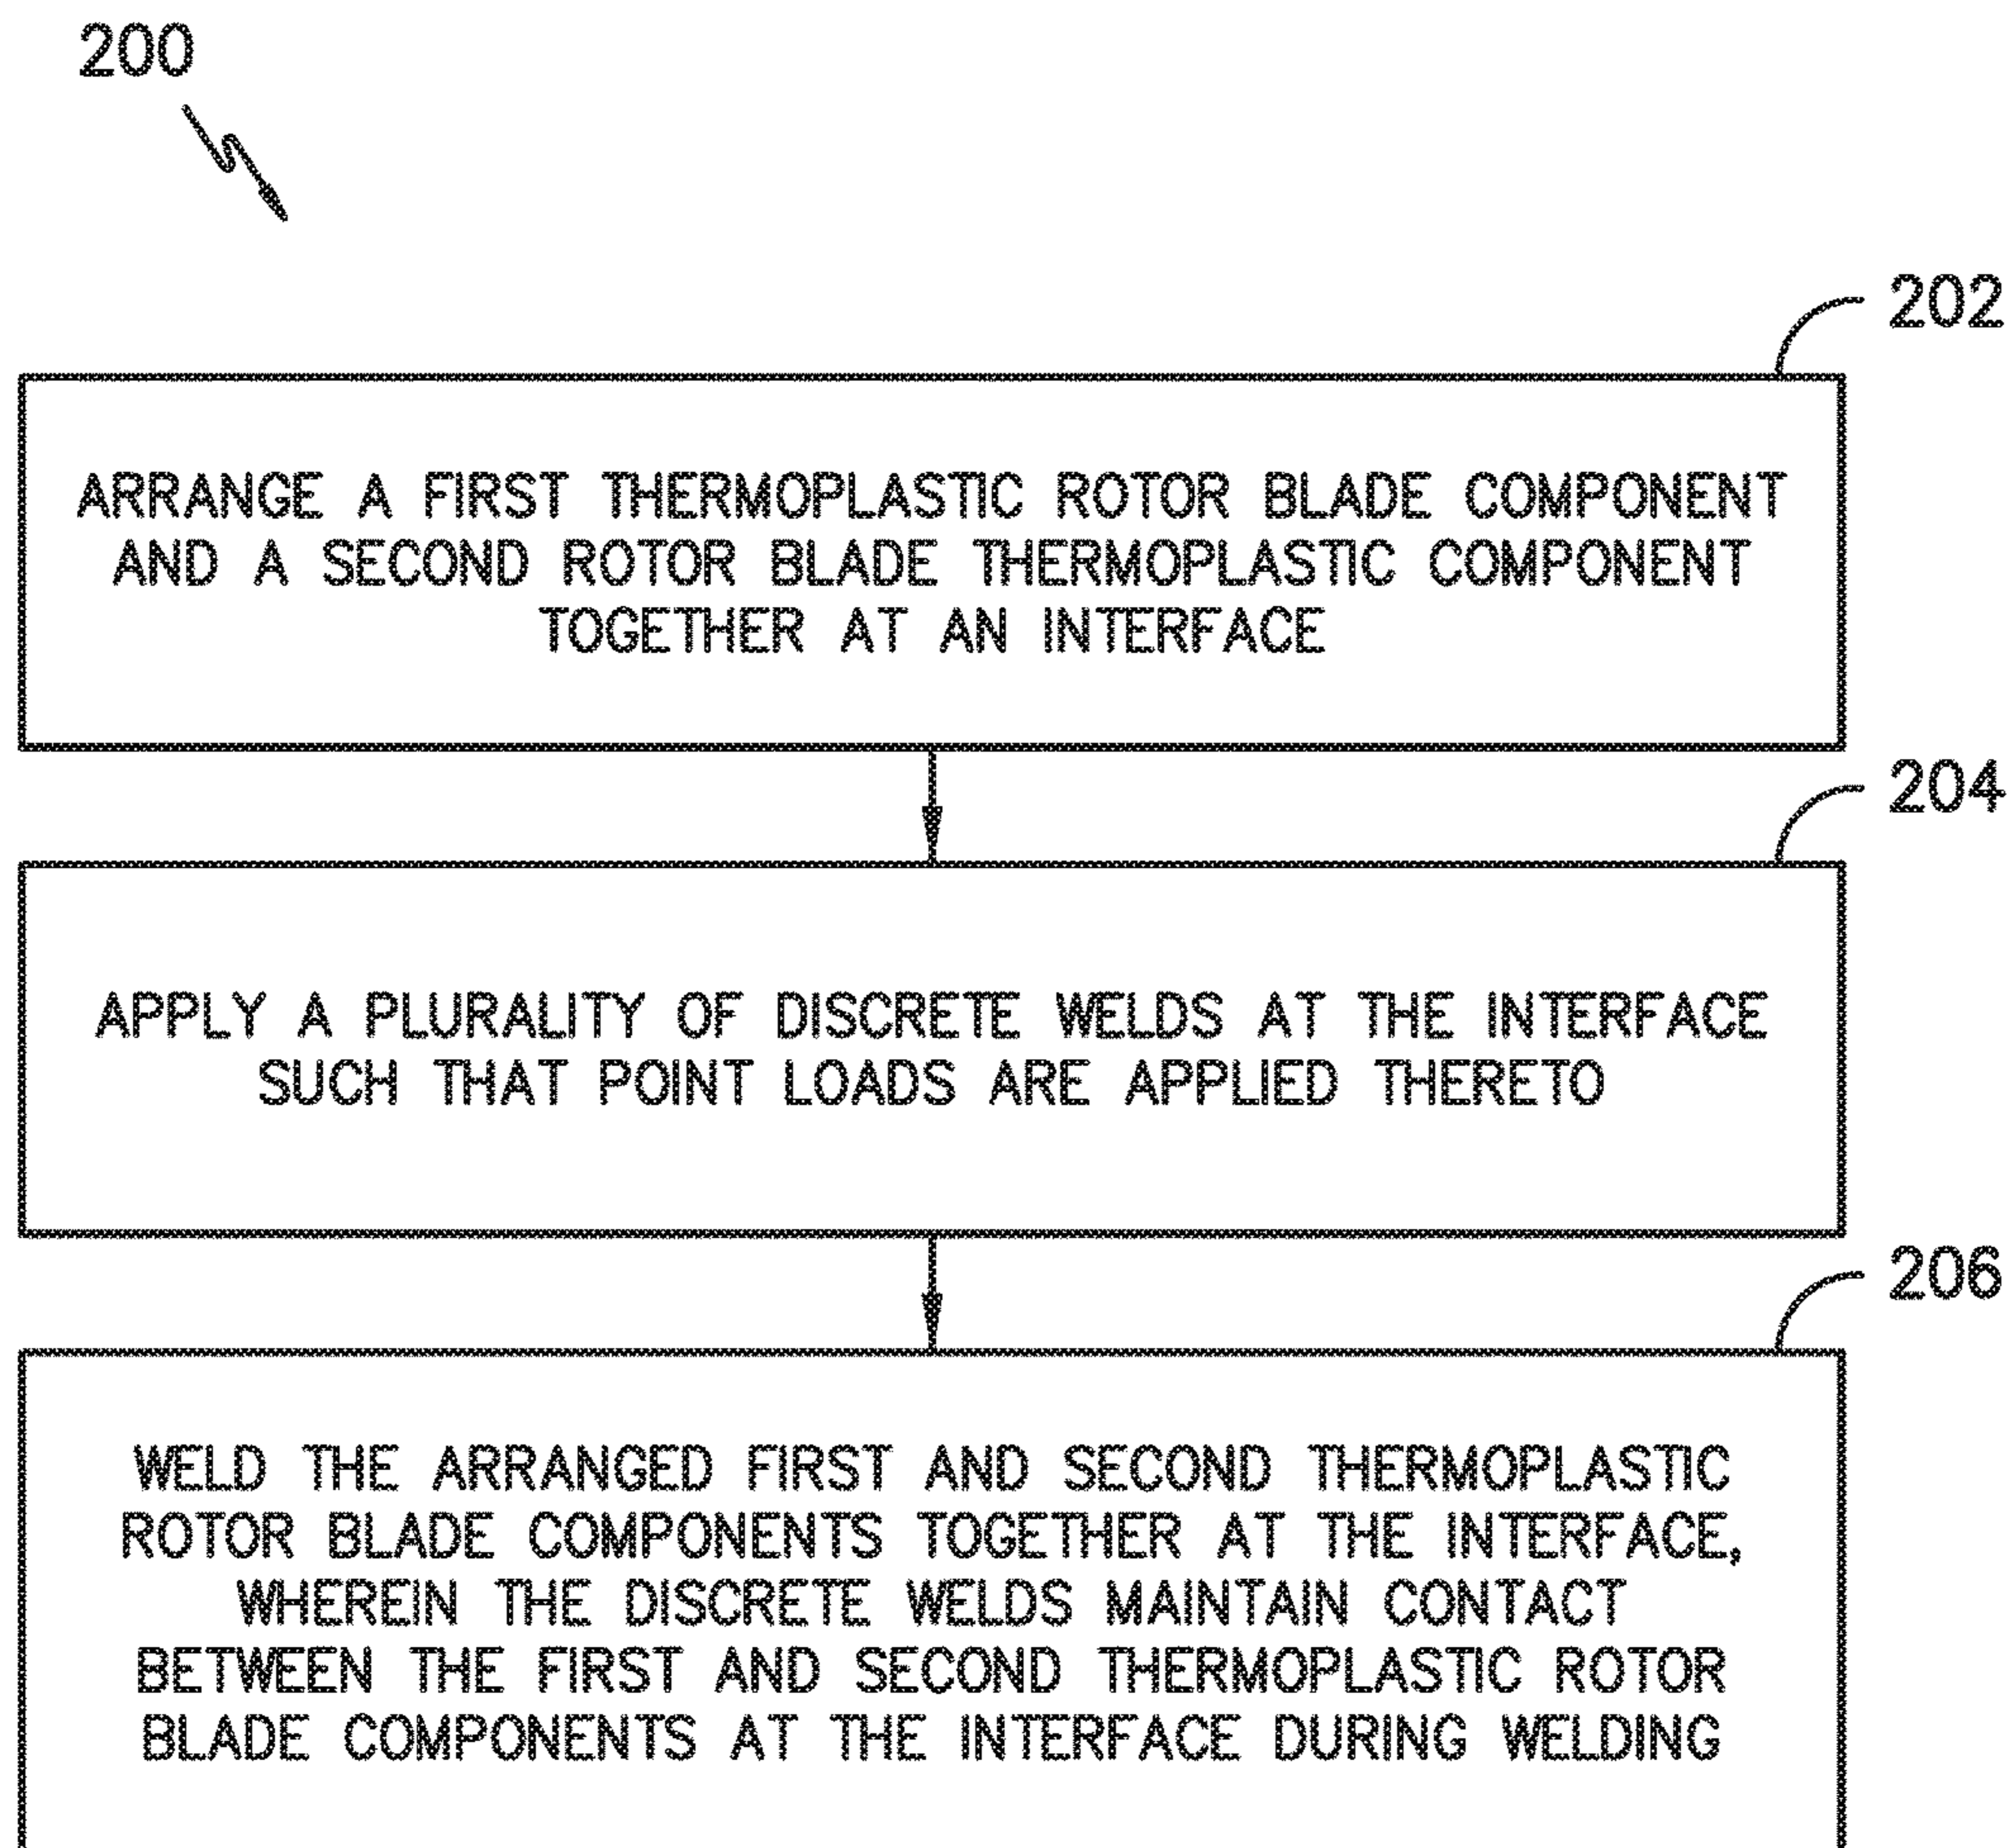 200
202
ARRANGE A FIRST THERMOPLASTIC ROTOR BLADE COMPONENT
AND A SECOND ROTOR BLADE THERMOPLASTIC COMPONENT
TOGETHER AT AN INTERFACE
204
APPLY A PLURALITY OF DISCRETE WELDS AT THE INTERFACE
SUCH THAT POINT LOADS ARE APPLIED THERETO
206
WELD THE ARRANGED FIRST AND SECOND THERMOPLASTIC
ROTOR BLADE COMPONENTS TOGETHER AT THE INTERFACE,
WHEREIN THE DISCRETE WELDS MAINTAIN CONTACT
BETWEEN THE FIRST AND SECOND THERMOPLASTIC ROTOR
BLADE COMPONENTS AT THE INTERFACE DURING WELDING